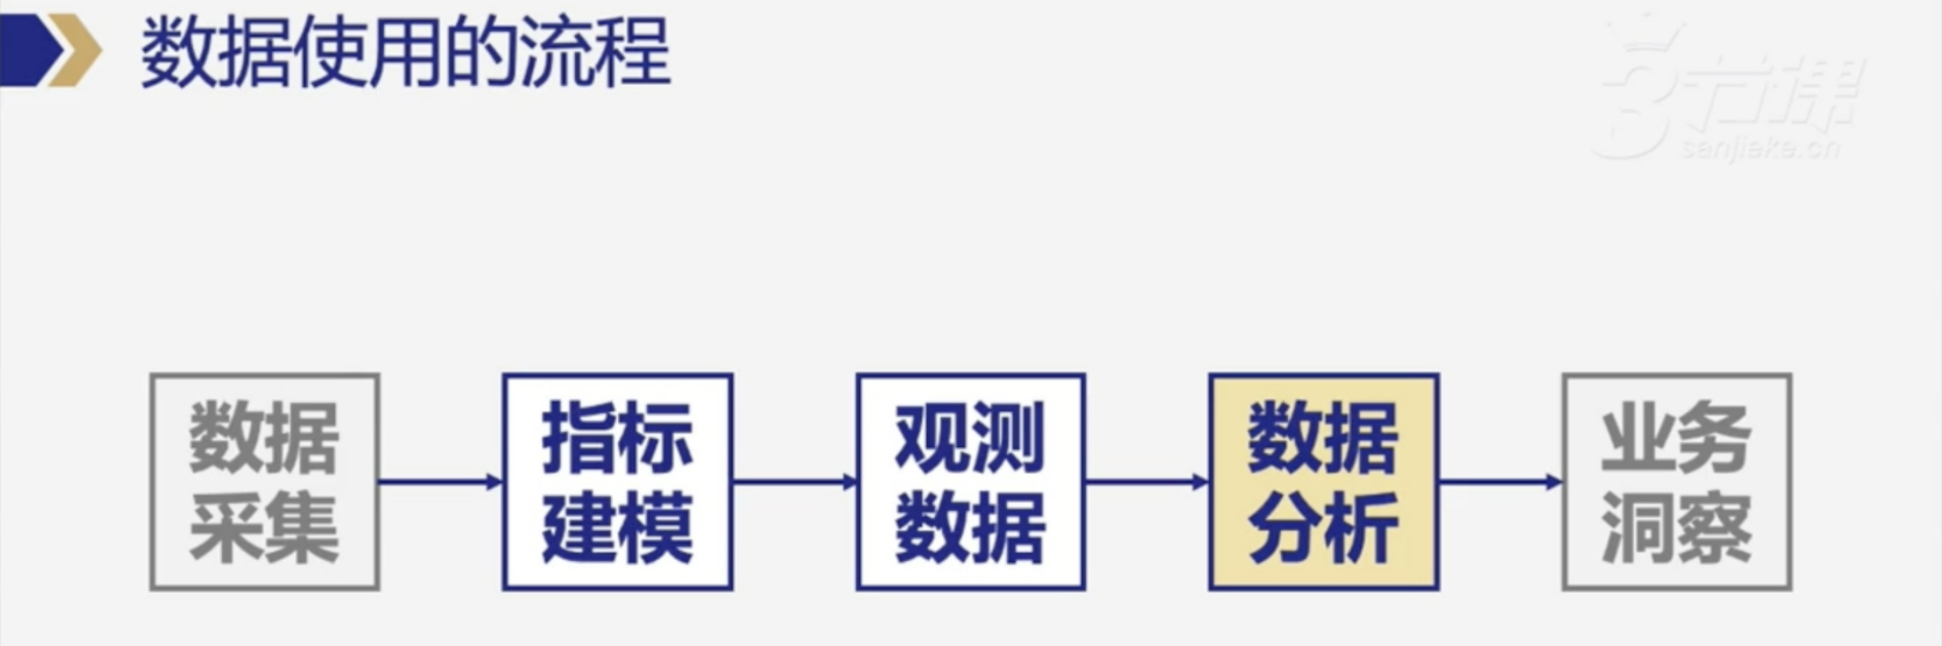 数据使用的流程
3节课
sanjieke.cn
数据
采集
指标
建模
观测
数据
数据
分析
业务
洞察